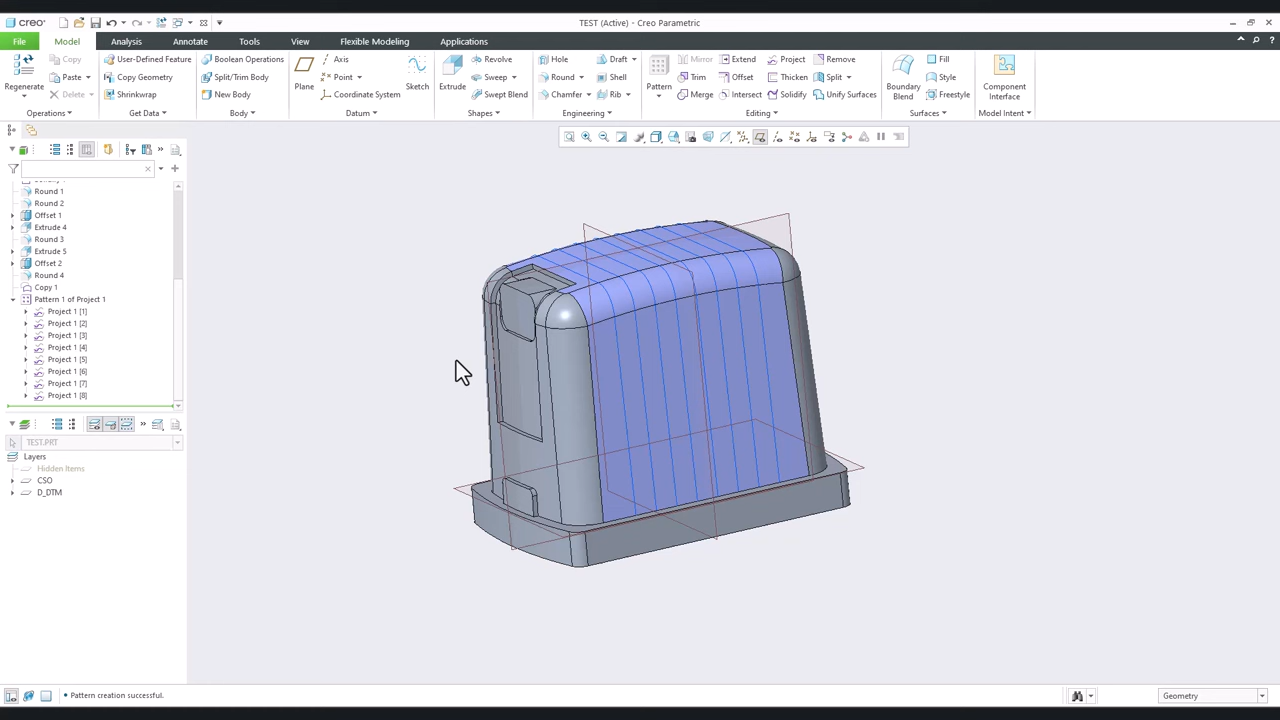 creo
TEST (Active) - Creo Parametric
File Model Analysis Annotate Tools View Flexible Modeling Applications
Regenerate
Copy
Paste
Delete
Operations
User-Defined Feature
Copy Geometry
Shrinkwrap
Get Data
Boolean Operations
Split/Trim Body
New Body
Body
Plane
Axis
Point
Coordinate System
Sketch
Datum
Extrude
Revolve
Sweep
Swept Blend
Shapes
Hole
Round
Chamfer
Draft
Shell
Rib
Engineering
Pattern
Mirror
Trim
Merge
Extend
Offset
Intersect
Project
Thicken
Solidify
Remove
Split
Unify Surfaces
Editing
Boundary
Blend
Fill
Style
Freestyle
Surfaces
Component
Interface
Model Intent
Round 1
Round 2
Offset 1
Extrude 4
Round 3
Extrude 5
Offset 2
Round 4
Copy 1
Pattern 1 of Project 1
Project 1 [1]
Project 1 [2]
Project 1 [3]
Project 1 [4]
Project 1 [5]
Project 1 [6]
Project 1 [7]
Project 1 [8]
TEST.PRT
Layers
Hidden Items
CSO
D_DTM
• Pattern creation successful.
Geometry